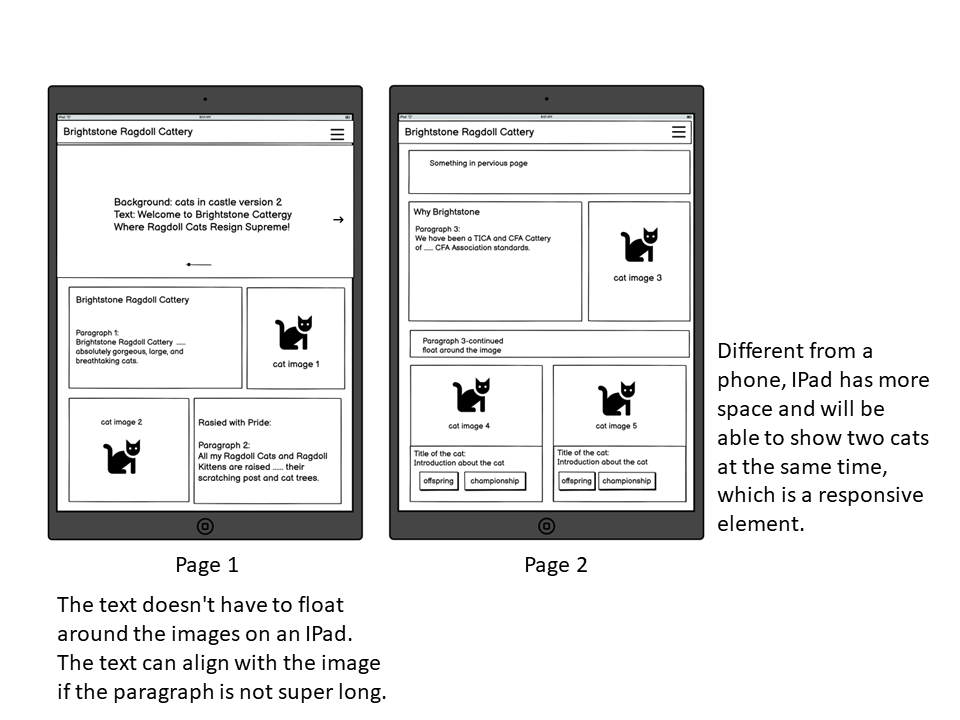 iPad
9:00 AM
Brightstone Ragdoll Cattery
Background: cats in castle version 2
Text: Welcome to Brightstone Cattergy
Where Ragdoll Cats Resign Supreme!
Brightstone Ragdoll Cattery
Paragraph 1:
Brightstone Ragdoll Cattery .....
absolutely gorgeous, large, and
breathtaking cats.
cat image 1
cat image 2
Rasied with Pride:
Paragraph 2:
All my Ragdoll Cats and Ragdoll
Kittens are raised ..... their
scratching post and cat trees.
Page 1
The text doesn't have to float
around the images on an IPad.
The text can align with the image
if the paragraph is not super long.
iPad
Brightstone Ragdoll Cattery
Something in pervious page
Why Brightstone
Paragraph 3:
We have been a TICA and CFA Cattery
of ..... CFA Association standards.
cat image 3
Paragraph 3-continued
float around the image
cat image 4
Title of the cat:
Introduction about the cat
offspring
championship
cat image 5
Title of the cat:
Introduction about the cat
offspring
championship
Page 2
Different from a
phone, IPad has more
space and will be
able to show two cats
at the same time,
which is a responsive
element.